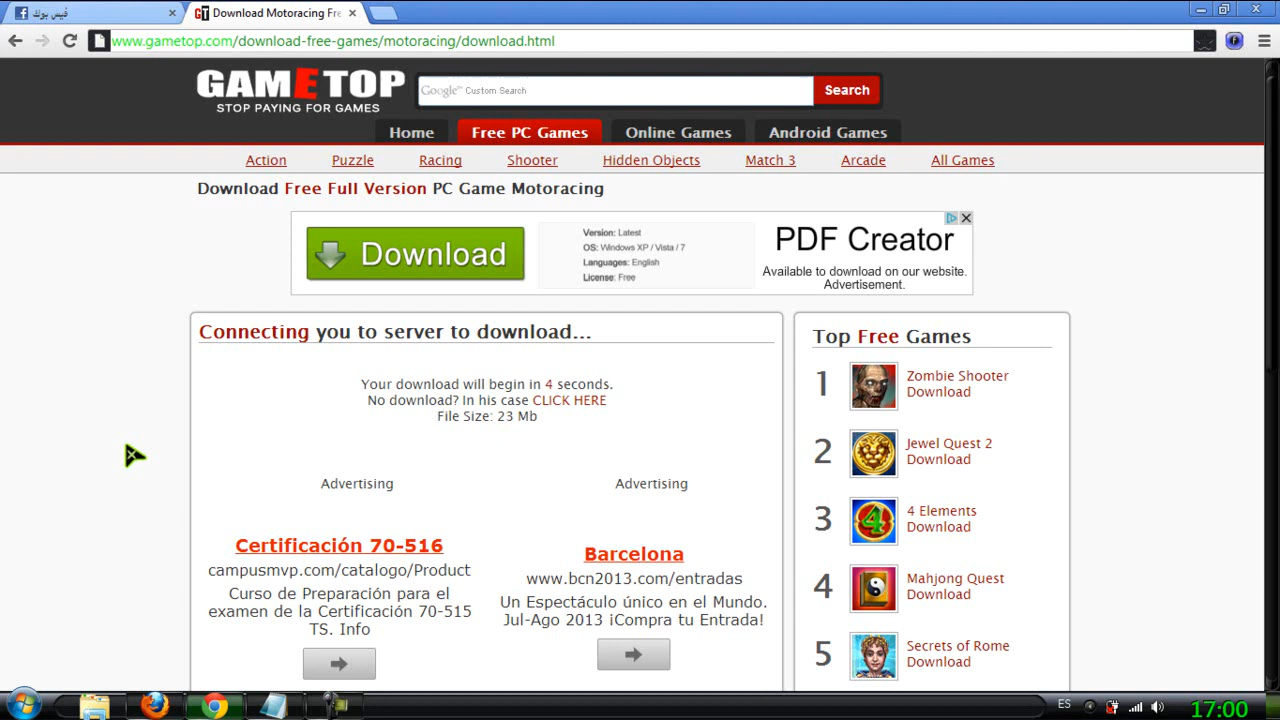 فيس بوك
Download Motoracing Fre
www.gametop.com/download-free-games/motoracing/download.html
GAMETOP
STOP PAYING FOR GAMES
Google™ Custom Search
Search
Home
Free PC Games
Online Games
Android Games
Action
Puzzle
Racing
Shooter
Hidden Objects
Match 3
Arcade
All Games
Download Free Full Version PC Game Motoracing
Download
Version: Latest
OS: Windows XP / Vista / 7
Languages: English
License: Free
PDF Creator
Available to download on our website.
Advertisement.
Connecting you to server to download...
Your download will begin in 4 seconds.
No download? In his case CLICK HERE
File Size: 23 Mb
Advertising
Certificación 70-516
campusmvp.com/catalogo/Product
Curso de Preparación para el
examen de la Certificación 70-515
TS. Info
Advertising
Barcelona
www.bcn2013.com/entradas
Un Espectáculo único en el Mundo.
Jul-Ago 2013 ¡Compra tu Entrada!
Top Free Games
1
Zombie Shooter
Download
2
Jewel Quest 2
Download
3
4
4 Elements
Download
4
Mahjong Quest
Download
5
Secrets of Rome
Download
ES
17:00